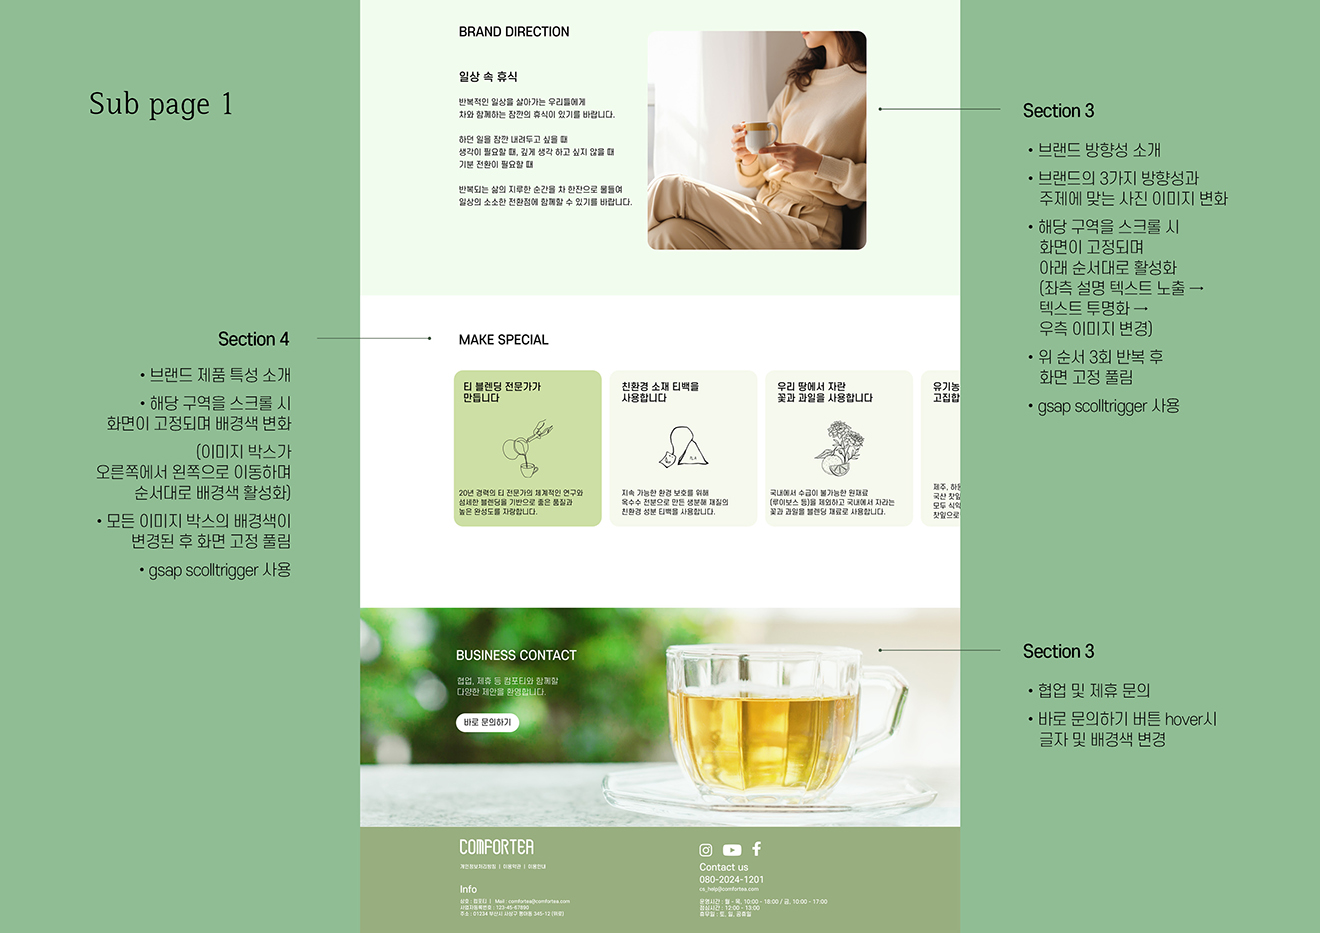 Sub page 1
BRAND DIRECTION
일상 속 휴식
반복적인 일상을 살아가는 우리들에게
차와 함께하는 잠깐의 휴식이 있기를 바랍니다.
하던 일을 잠깐 내려두고 싶을 때
생각이 필요할 때, 깊게 생각 하고 싶지 않을 때
기분 전환이 필요할 때
반복되는 삶의 지루한 순간을 차 한잔으로 물들여
일상의 소소한 전환점에 함께할 수 있기를 바랍니다.
Section 3
• 브랜드 방향성 소개
• 브랜드의 3가지 방향성과
주제에 맞는 사진 이미지 변화
• 해당 구역을 스크롤 시
화면이 고정되며
아래 순서대로 활성화
(좌측 설명 텍스트 노출 →
텍스트 투명화 →
우측 이미지 변경)
• 위 순서 3회 반복 후
화면 고정 풀림
• gsap scolltrigger 사용
Section 4
• 브랜드 제품 특성 소개
• 해당 구역을 스크롤 시
화면이 고정되며 배경색 변화
(이미지 박스가
오른쪽에서 왼쪽으로 이동하며
순서대로 배경색 활성화)
• 모든 이미지 박스의 배경색이
변경된 후 화면 고정 풀림
• gsap scolltrigger 사용
MAKE SPECIAL
티 블렌딩 전문가가
만듭니다
20년 경력의 티 전문가의 체계적인 연구와
섬세한 블렌딩을 기반으로 좋은 품질과
높은 완성도를 자랑합니다.
친환경 소재 티백을
사용합니다
지속 가능한 환경 보호를 위해
옥수수 전분으로 만든 생분해 재질의
친환경 성분 티백을 사용합니다.
우리 땅에서 자란
꽃과 과일을 사용합니다
국내에서 수급이 불가능한 원재료
(루이보스 등)을 제외하고 국내에서 자라는
꽃과 과일을 블렌딩 재료로 사용합니다.
유기농
고집합
제주, 하동
국산 찻잎
모두 식약
찻잎으로
BUSINESS CONTACT
협업, 제휴 등 컴포티와 함께할
다양한 제안을 환영합니다.
바로 문의하기
Section 3
• 협업 및 제휴 문의
• 바로 문의하기 버튼 hover시
글자 및 배경색 변경
COMFORTEA
개인정보처리방침 | 이용약관 | 이용안내
Info
상호 : 컴포티 | Mail : comfortea@comfortea.com
사업자등록번호 : 123-45-67890
주소 : 01234 부산시 사상구 동마동 345-12 (위로)
Contact us
080-2024-1201
cs_help@comfortea.com
운영시간 : 월 - 목, 10:00 - 18:00 / 금, 10:00 - 17:00
점심시간 : 12:00 - 13:00
휴무일 : 토, 일, 공휴일